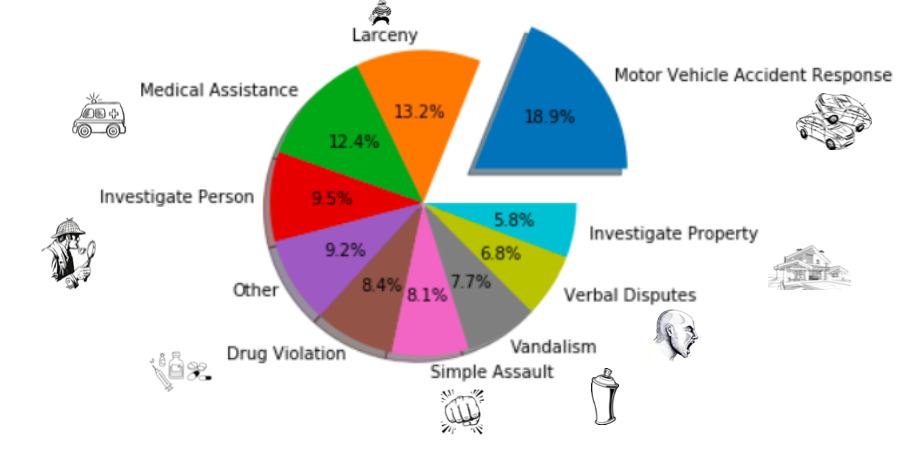 Larceny
13.2%
Motor Vehicle Accident Response
18.9%
Medical Assistance
12.4%
Investigate Person
9.5%
Other
9.2%
Drug Violation
8.4%
Simple Assault
8.1%
Vandalism
7.7%
Verbal Disputes
6.8%
Investigate Property
5.8%